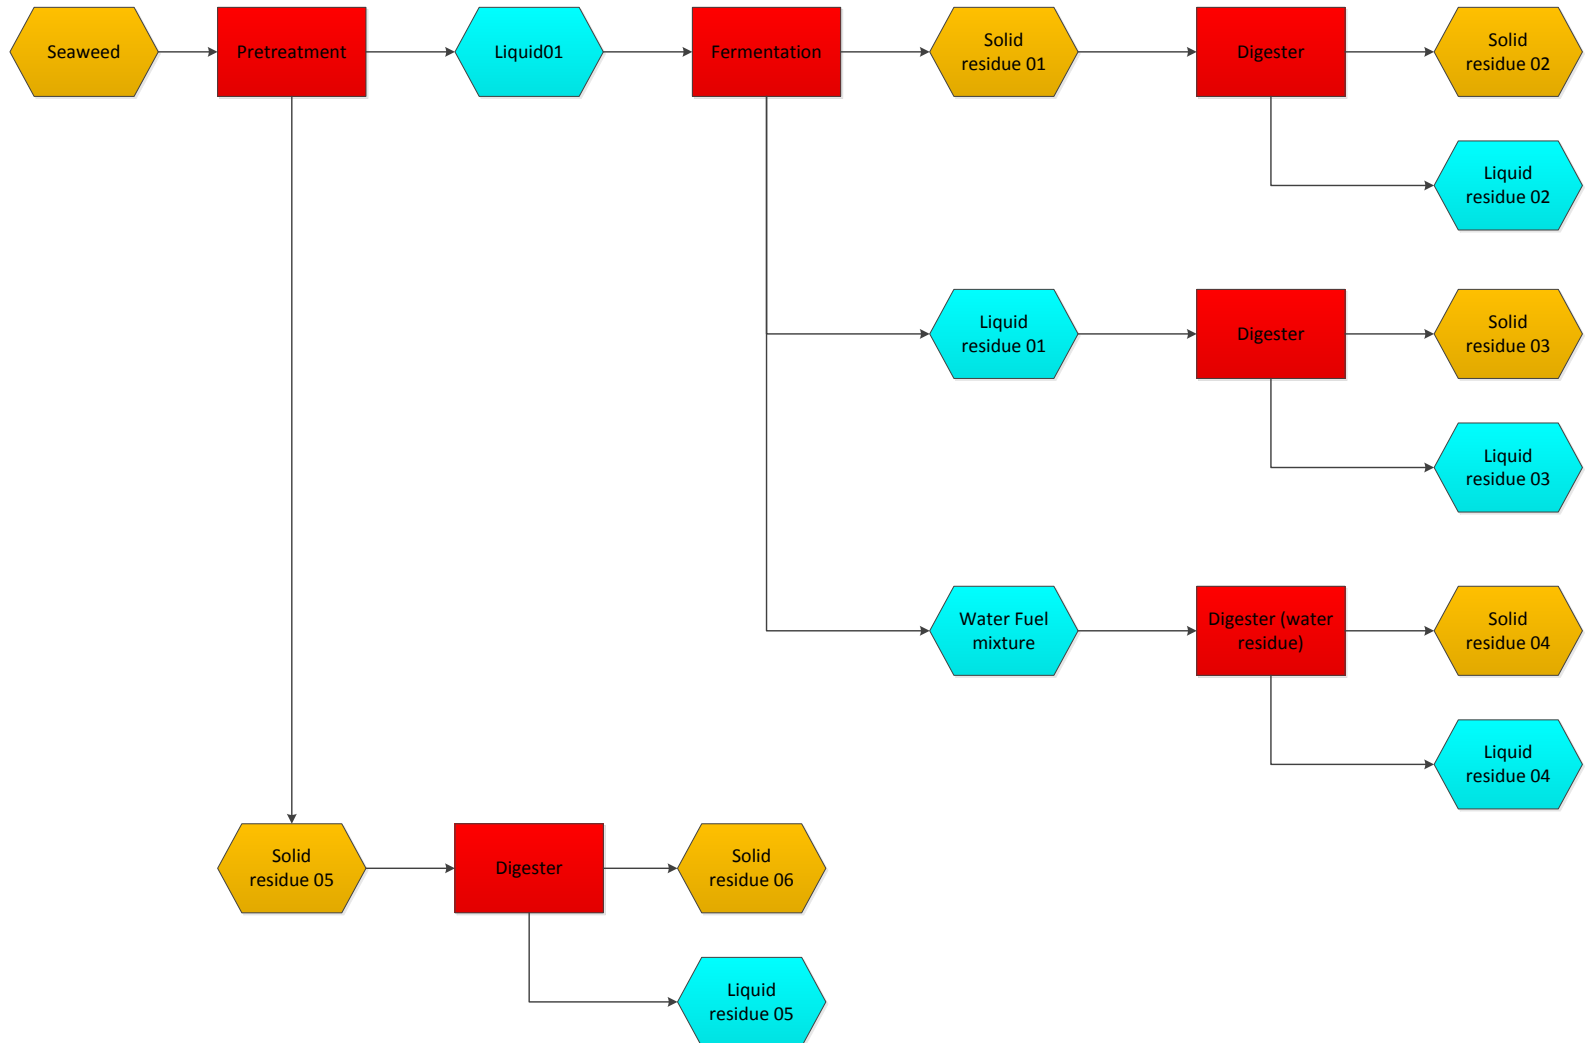 Seaweed
Pretreatment
Liquid01
Fermentation
Solid
residue 01
Digester
Solid
residue 02
Liquid
residue 02
Liquid
residue 01
Digester
Solid
residue 03
Liquid
residue 03
Water Fuel
mixture
Digester (water
residue)
Solid
residue 04
Liquid
residue 04
Solid
residue 05
Digester
Solid
residue 06
Liquid
residue 05